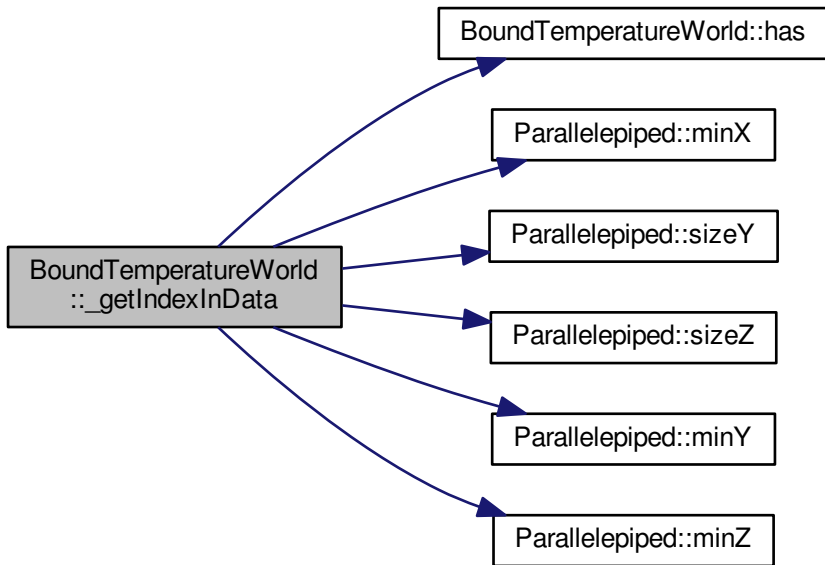 BoundTemperatureWorld::has
Parallelepiped::minX
Parallelepiped::sizeY
BoundTemperatureWorld
::_getIndexInData
Parallelepiped::sizeZ
Parallelepiped::minY
Parallelepiped::minZ